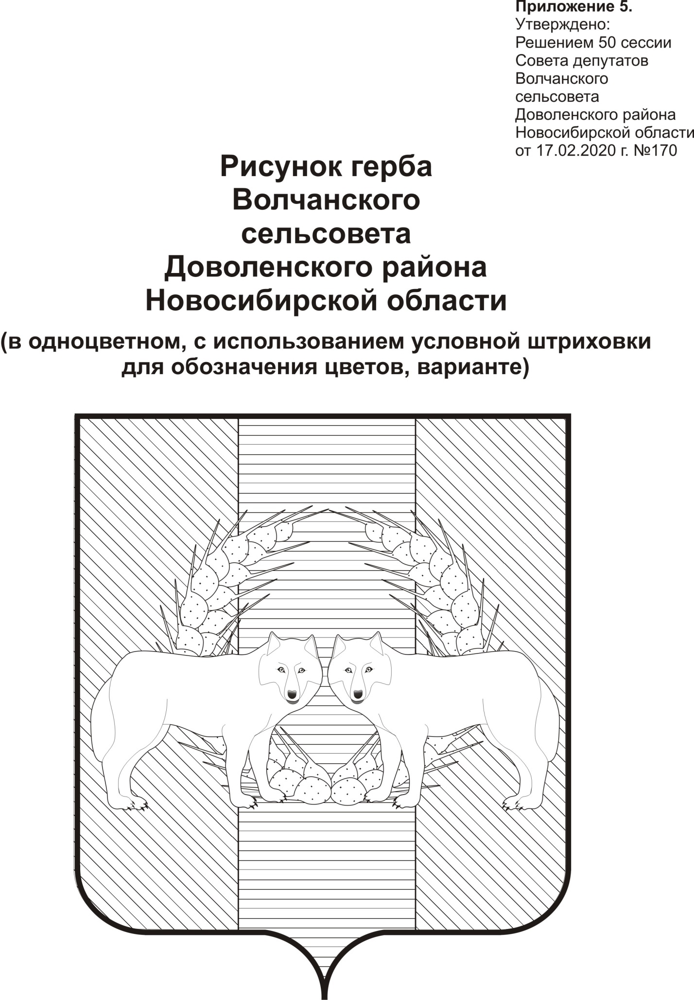 Приложение 5.
Утверждено:
Решением 50 сессии
Совета депутатов
Волчанского
сельсовета
Доволенского района
Новосибирской области
от 17.02.2020 г. №170
Рисунок герба
Волчанского
сельсовета
Доволенского района
Новосибирской области
(в одноцветном, с использованием условной штриховки
для обозначения цветов, варианте)